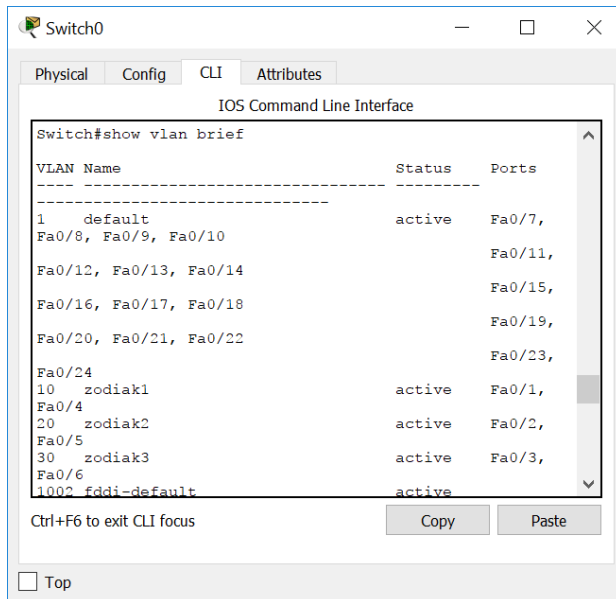 Switch0
Physical Config CLI Attributes
IOS Command Line Interface
Switch#show vlan brief
VLAN Name                             Status    Ports
---- -------------------------------- ---------
-------------------------------
1    default                          active    Fa0/7,
Fa0/8, Fa0/9, Fa0/10
                                                Fa0/11,
Fa0/12, Fa0/13, Fa0/14
                                                Fa0/15,
Fa0/16, Fa0/17, Fa0/18
                                                Fa0/19,
Fa0/20, Fa0/21, Fa0/22
                                                Fa0/23,
Fa0/24
10   zodiak1                          active    Fa0/1,
Fa0/4
20   zodiak2                          active    Fa0/2,
Fa0/5
30   zodiak3                          active    Fa0/3,
Fa0/6
1002 fddi-default                     active
Ctrl+F6 to exit CLI focus Copy Paste
Top